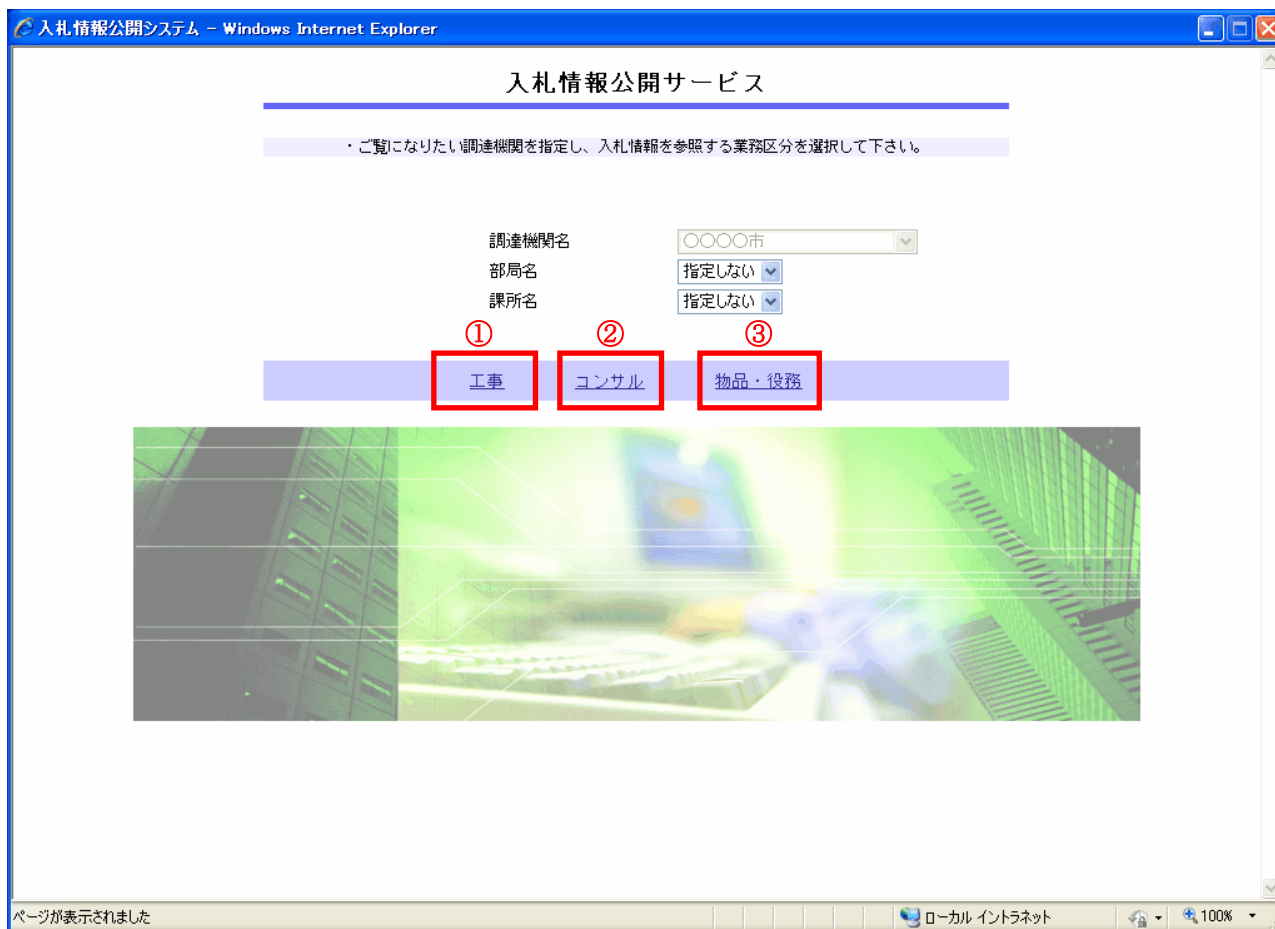 入札情報公開システム - Windows Internet Explorer
入札情報公開サービス
・ご覧になりたい調達機関を指定し、入札情報を参照する業務区分を選択して下さい。
調達機関名 〇〇〇〇市
部局名 指定しない
課所名 指定しない
① ② ③
工事 コンサル 物品・役務
ページが表示されました ローカル イントラネット 100%